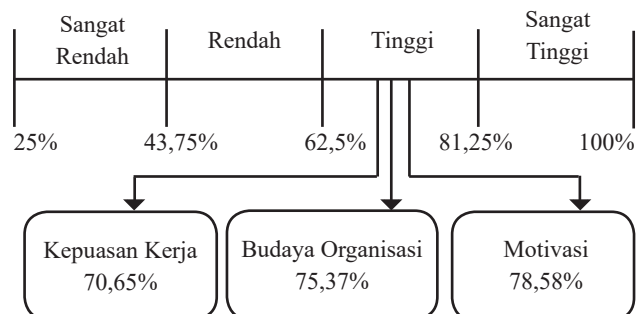 Sangat
Rendah
Rendah
Tinggi
Sangat
Tinggi
25%
43,75%
62,5%
81,25%
100%
Kepuasan Kerja
70,65%
Budaya Organisasi
75,37%
Motivasi
78,58%